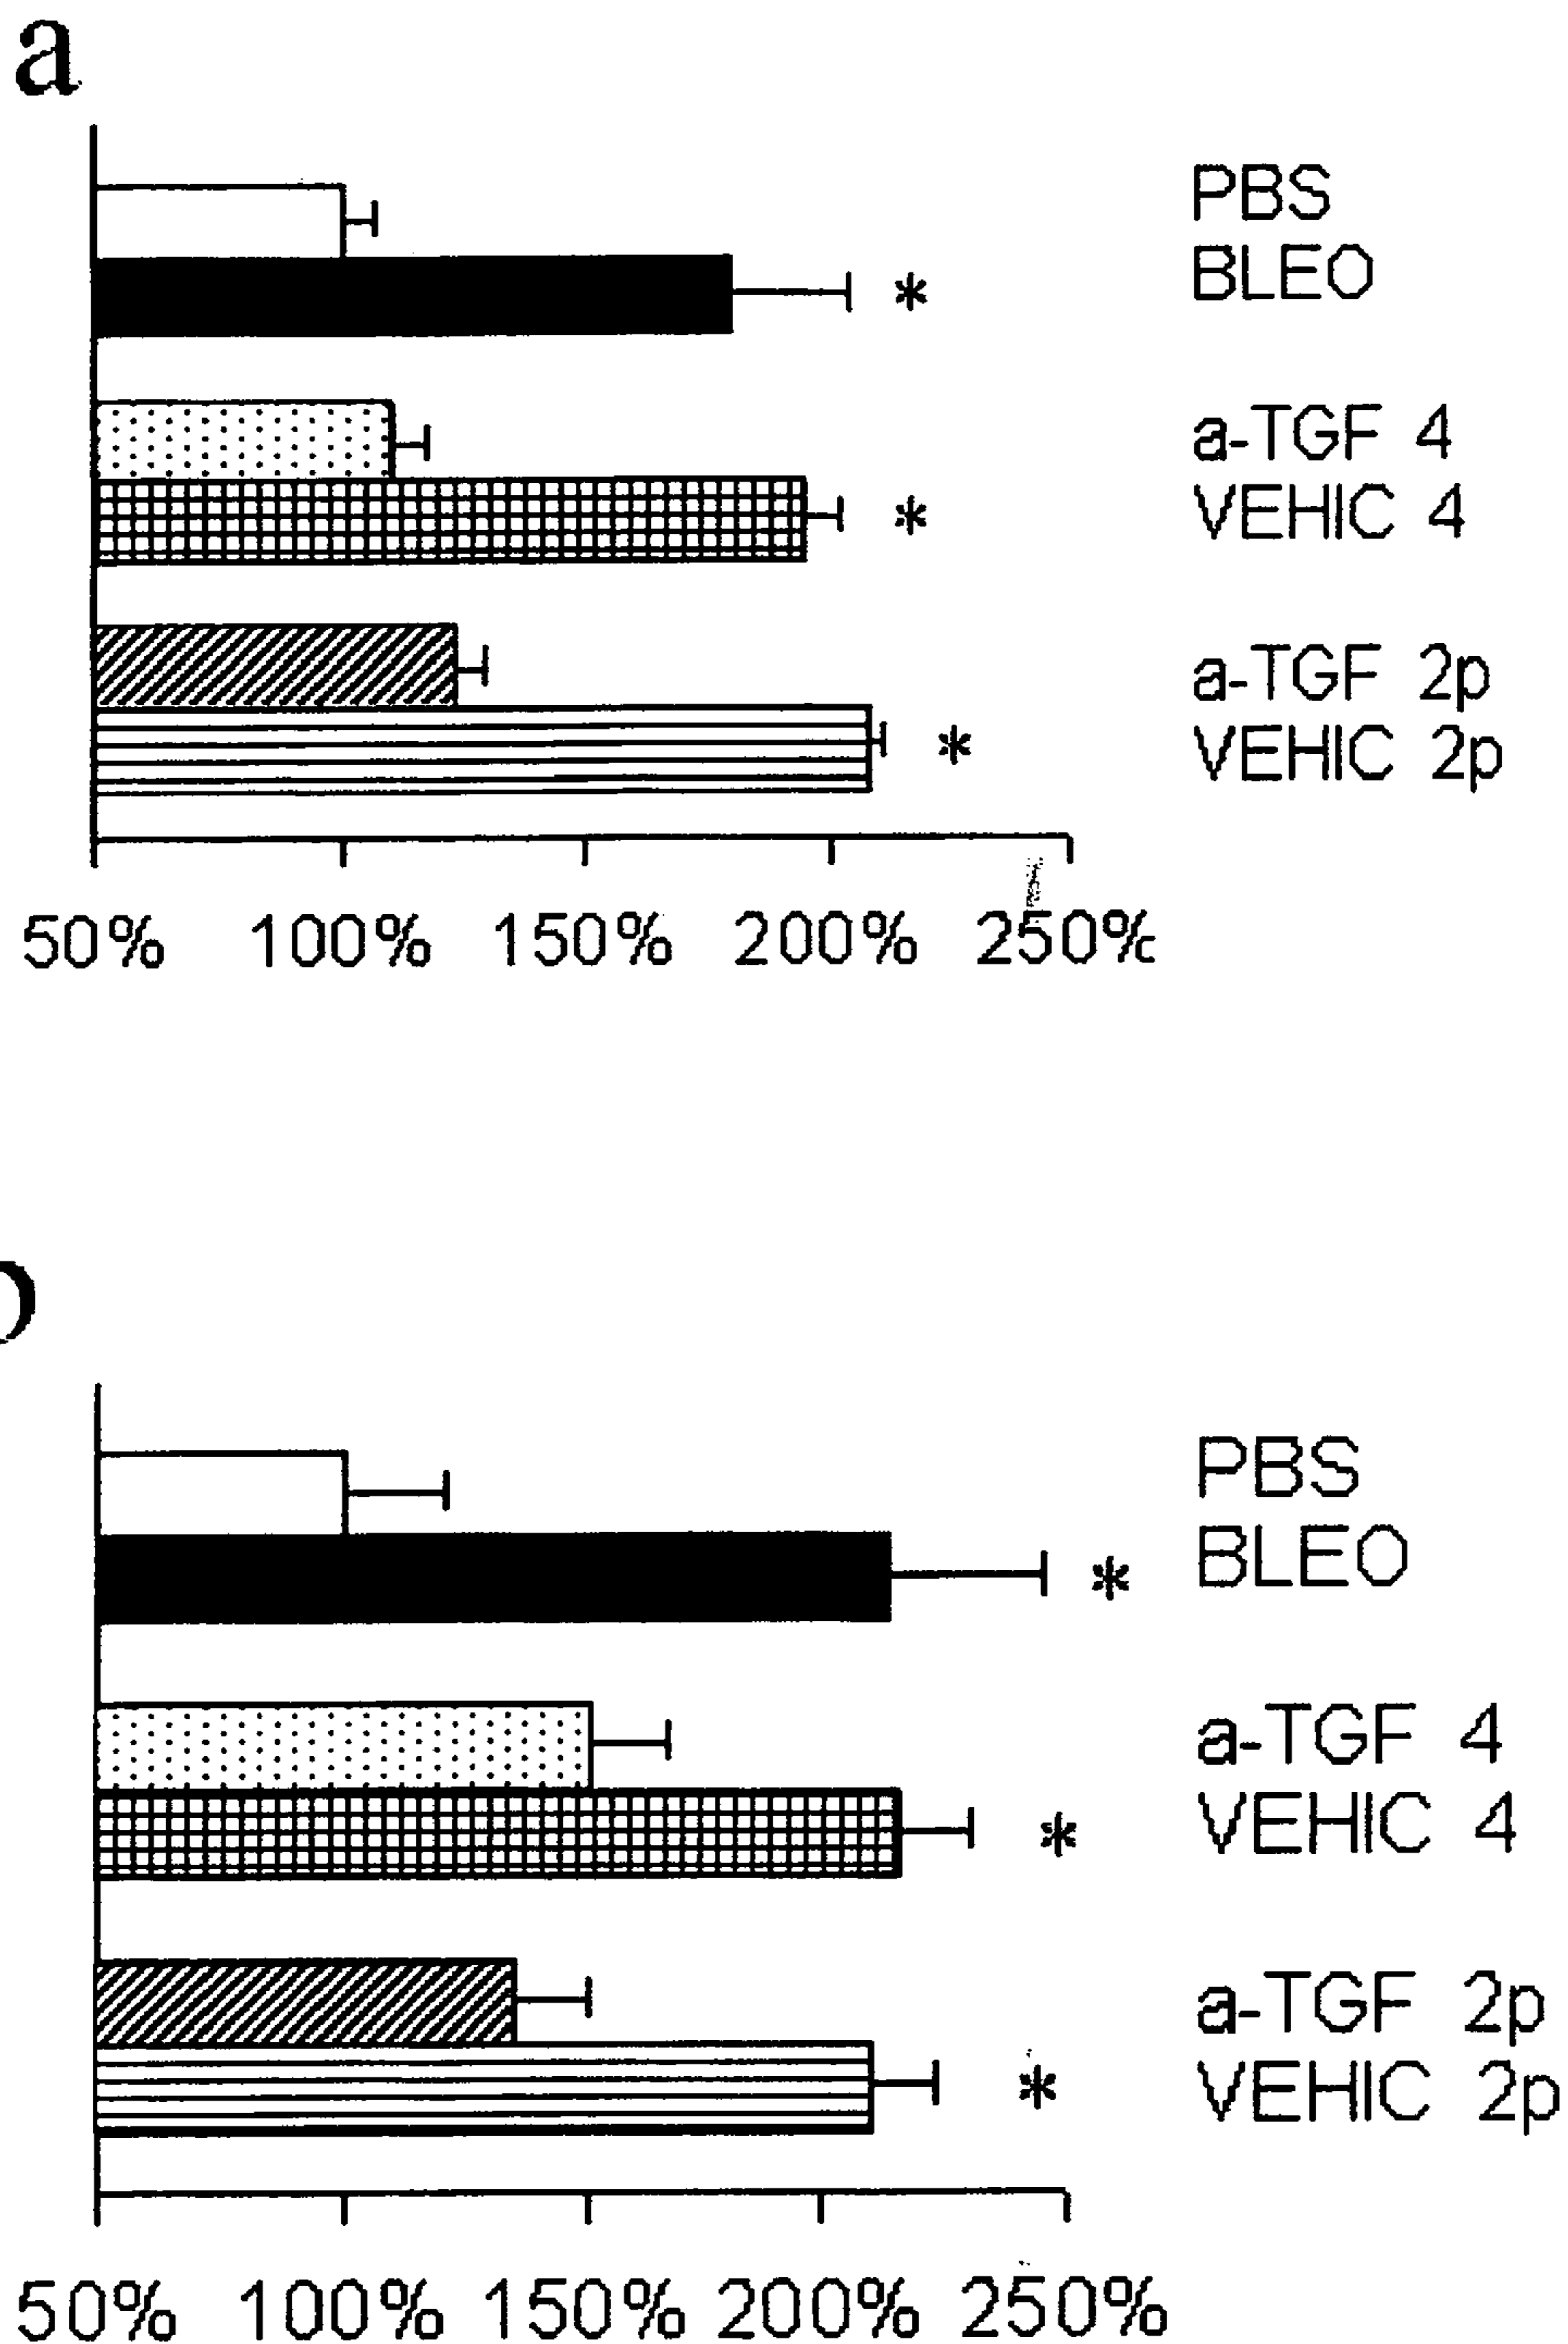 a
PBS
BLEO
*
a-TGF 4
VEHIC 4
*
a-TGF 2p
VEHIC 2p
*
50% 100% 150% 200% 250%
PBS
BLEO
*
a-TGF 4
VEHIC 4
*
a-TGF 2p
VEHIC 2p
*
50% 100% 150% 200% 250%